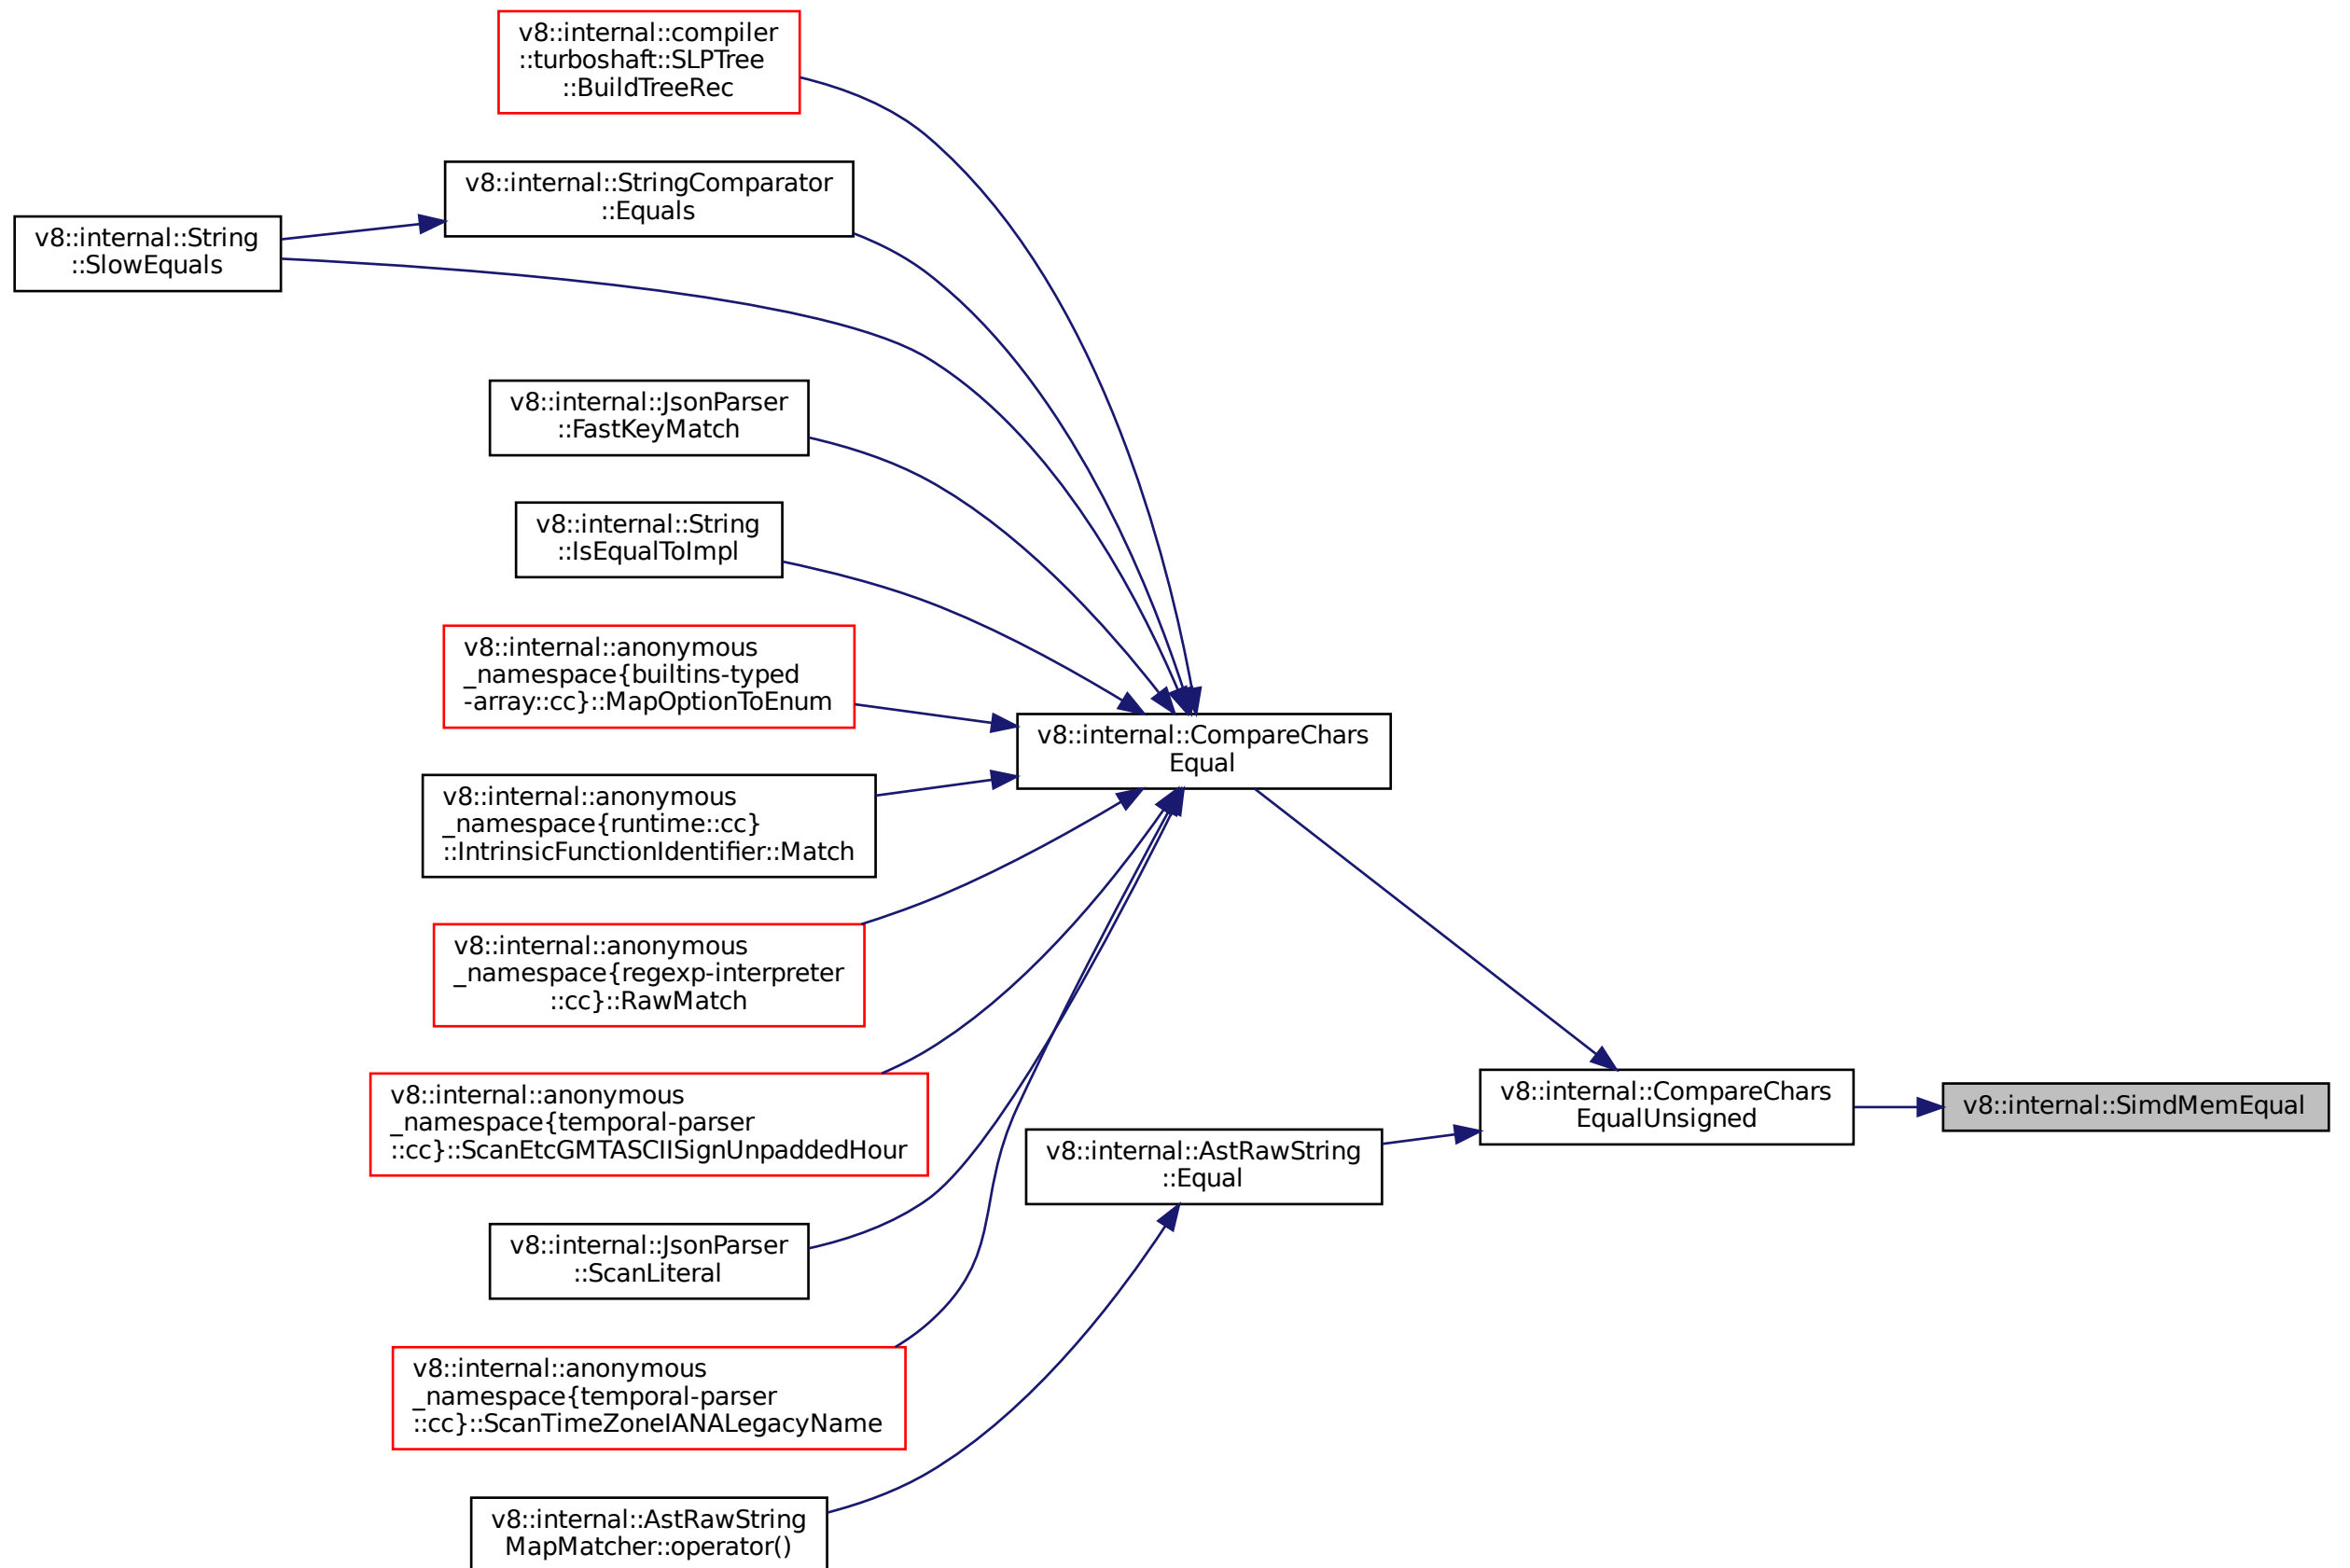 v8::internal::compiler
::turboshaft::SLPTree
::BuildTreeRec
v8::internal::StringComparator
::Equals
v8::internal::String
::SlowEquals
v8::internal::JsonParser
::FastKeyMatch
v8::internal::String
::IsEqualToImpl
v8::internal::anonymous
_namespace{builtins-typed
-array::cc}::MapOptionToEnum
v8::internal::CompareChars
Equal
v8::internal::anonymous
_namespace{runtime::cc}
::IntrinsicFunctionIdentifier::Match
v8::internal::anonymous
_namespace{regexp-interpreter
::cc}::RawMatch
v8::internal::anonymous
_namespace{temporal-parser
::cc}::ScanEtcGMTASCIISignUnpaddedHour
v8::internal::CompareChars
EqualUnsigned
v8::internal::SimdMemEqual
v8::internal::AstRawString
::Equal
v8::internal::JsonParser
::ScanLiteral
v8::internal::anonymous
_namespace{temporal-parser
::cc}::ScanTimeZoneIANALegacyName
v8::internal::AstRawString
MapMatcher::operator()